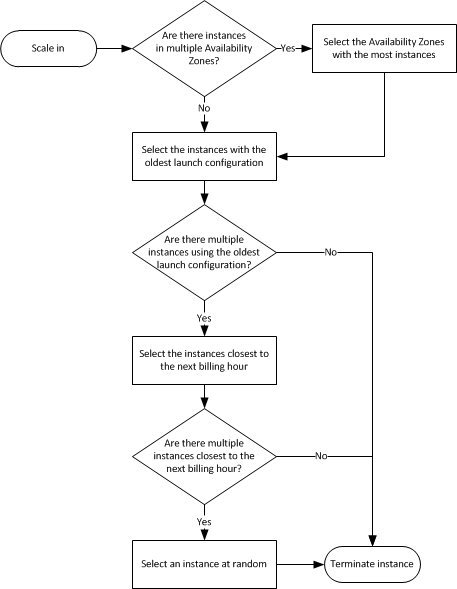 Scale in
Are there instances
in multiple Availability
Zones?
Yes
Select the Availability Zones
with the most instances
No
Select the instances with the
oldest launch configuration
Are there multiple
instances using the oldest
launch configuration?
No
Yes
Select the instances closest to
the next billing hour
Are there multiple
instances closest to the
next billing hour?
No
Yes
Select an instance at random
Terminate instance